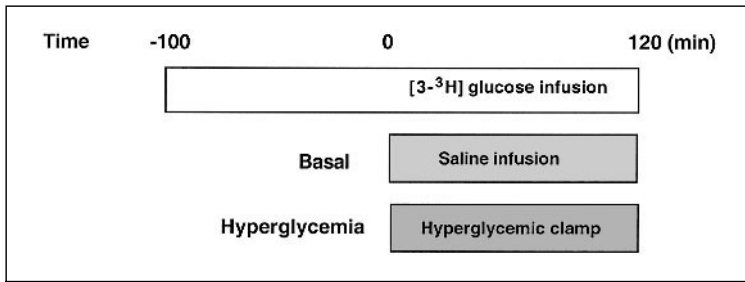 Time -100 0 120 (min)
[3-³H] glucose infusion
Basal Saline infusion
Hyperglycemia Hyperglycemic clamp